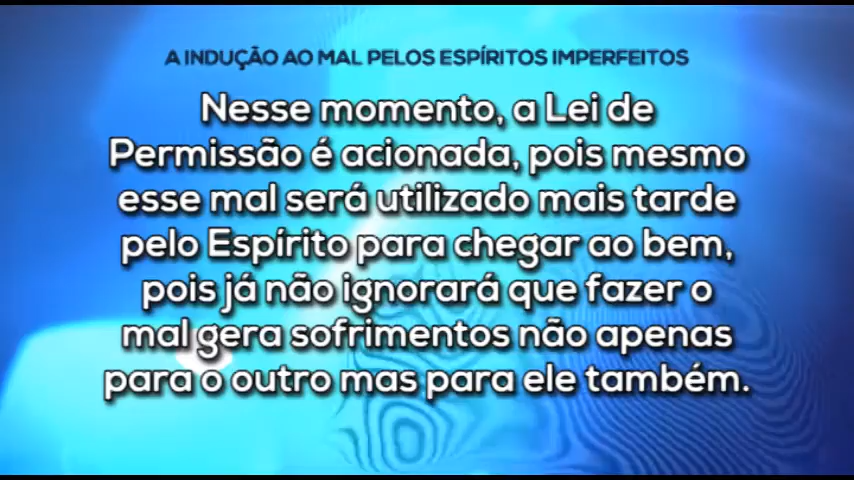 A INDUÇÃO AO MAL PELOS ESPÍRITOS IMPERFEITOS
Nesse momento, a Lei de
Permissão é acionada, pois mesmo
esse mal será utilizado mais tarde
pelo Espírito para chegar ao bem,
pois já não ignorará que fazer o
mal gera sofrimentos não apenas
para o outro mas para ele também.